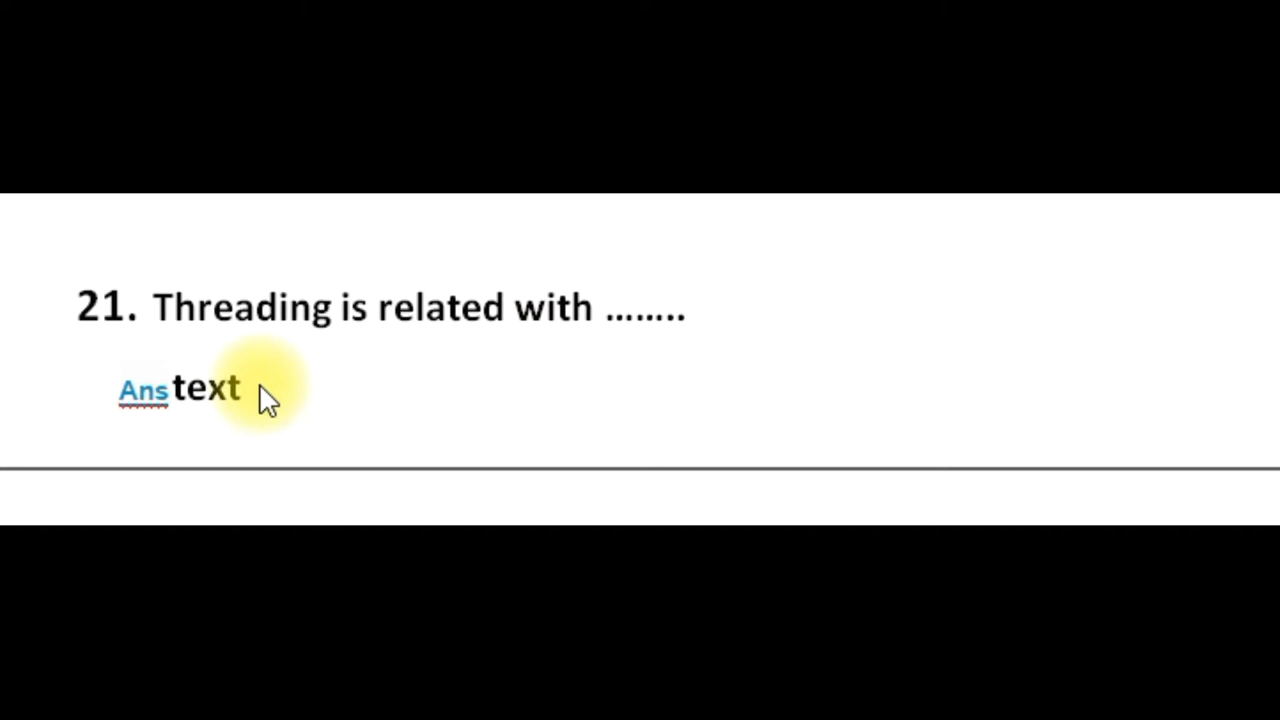 21. Threading is related with ........
Ans text